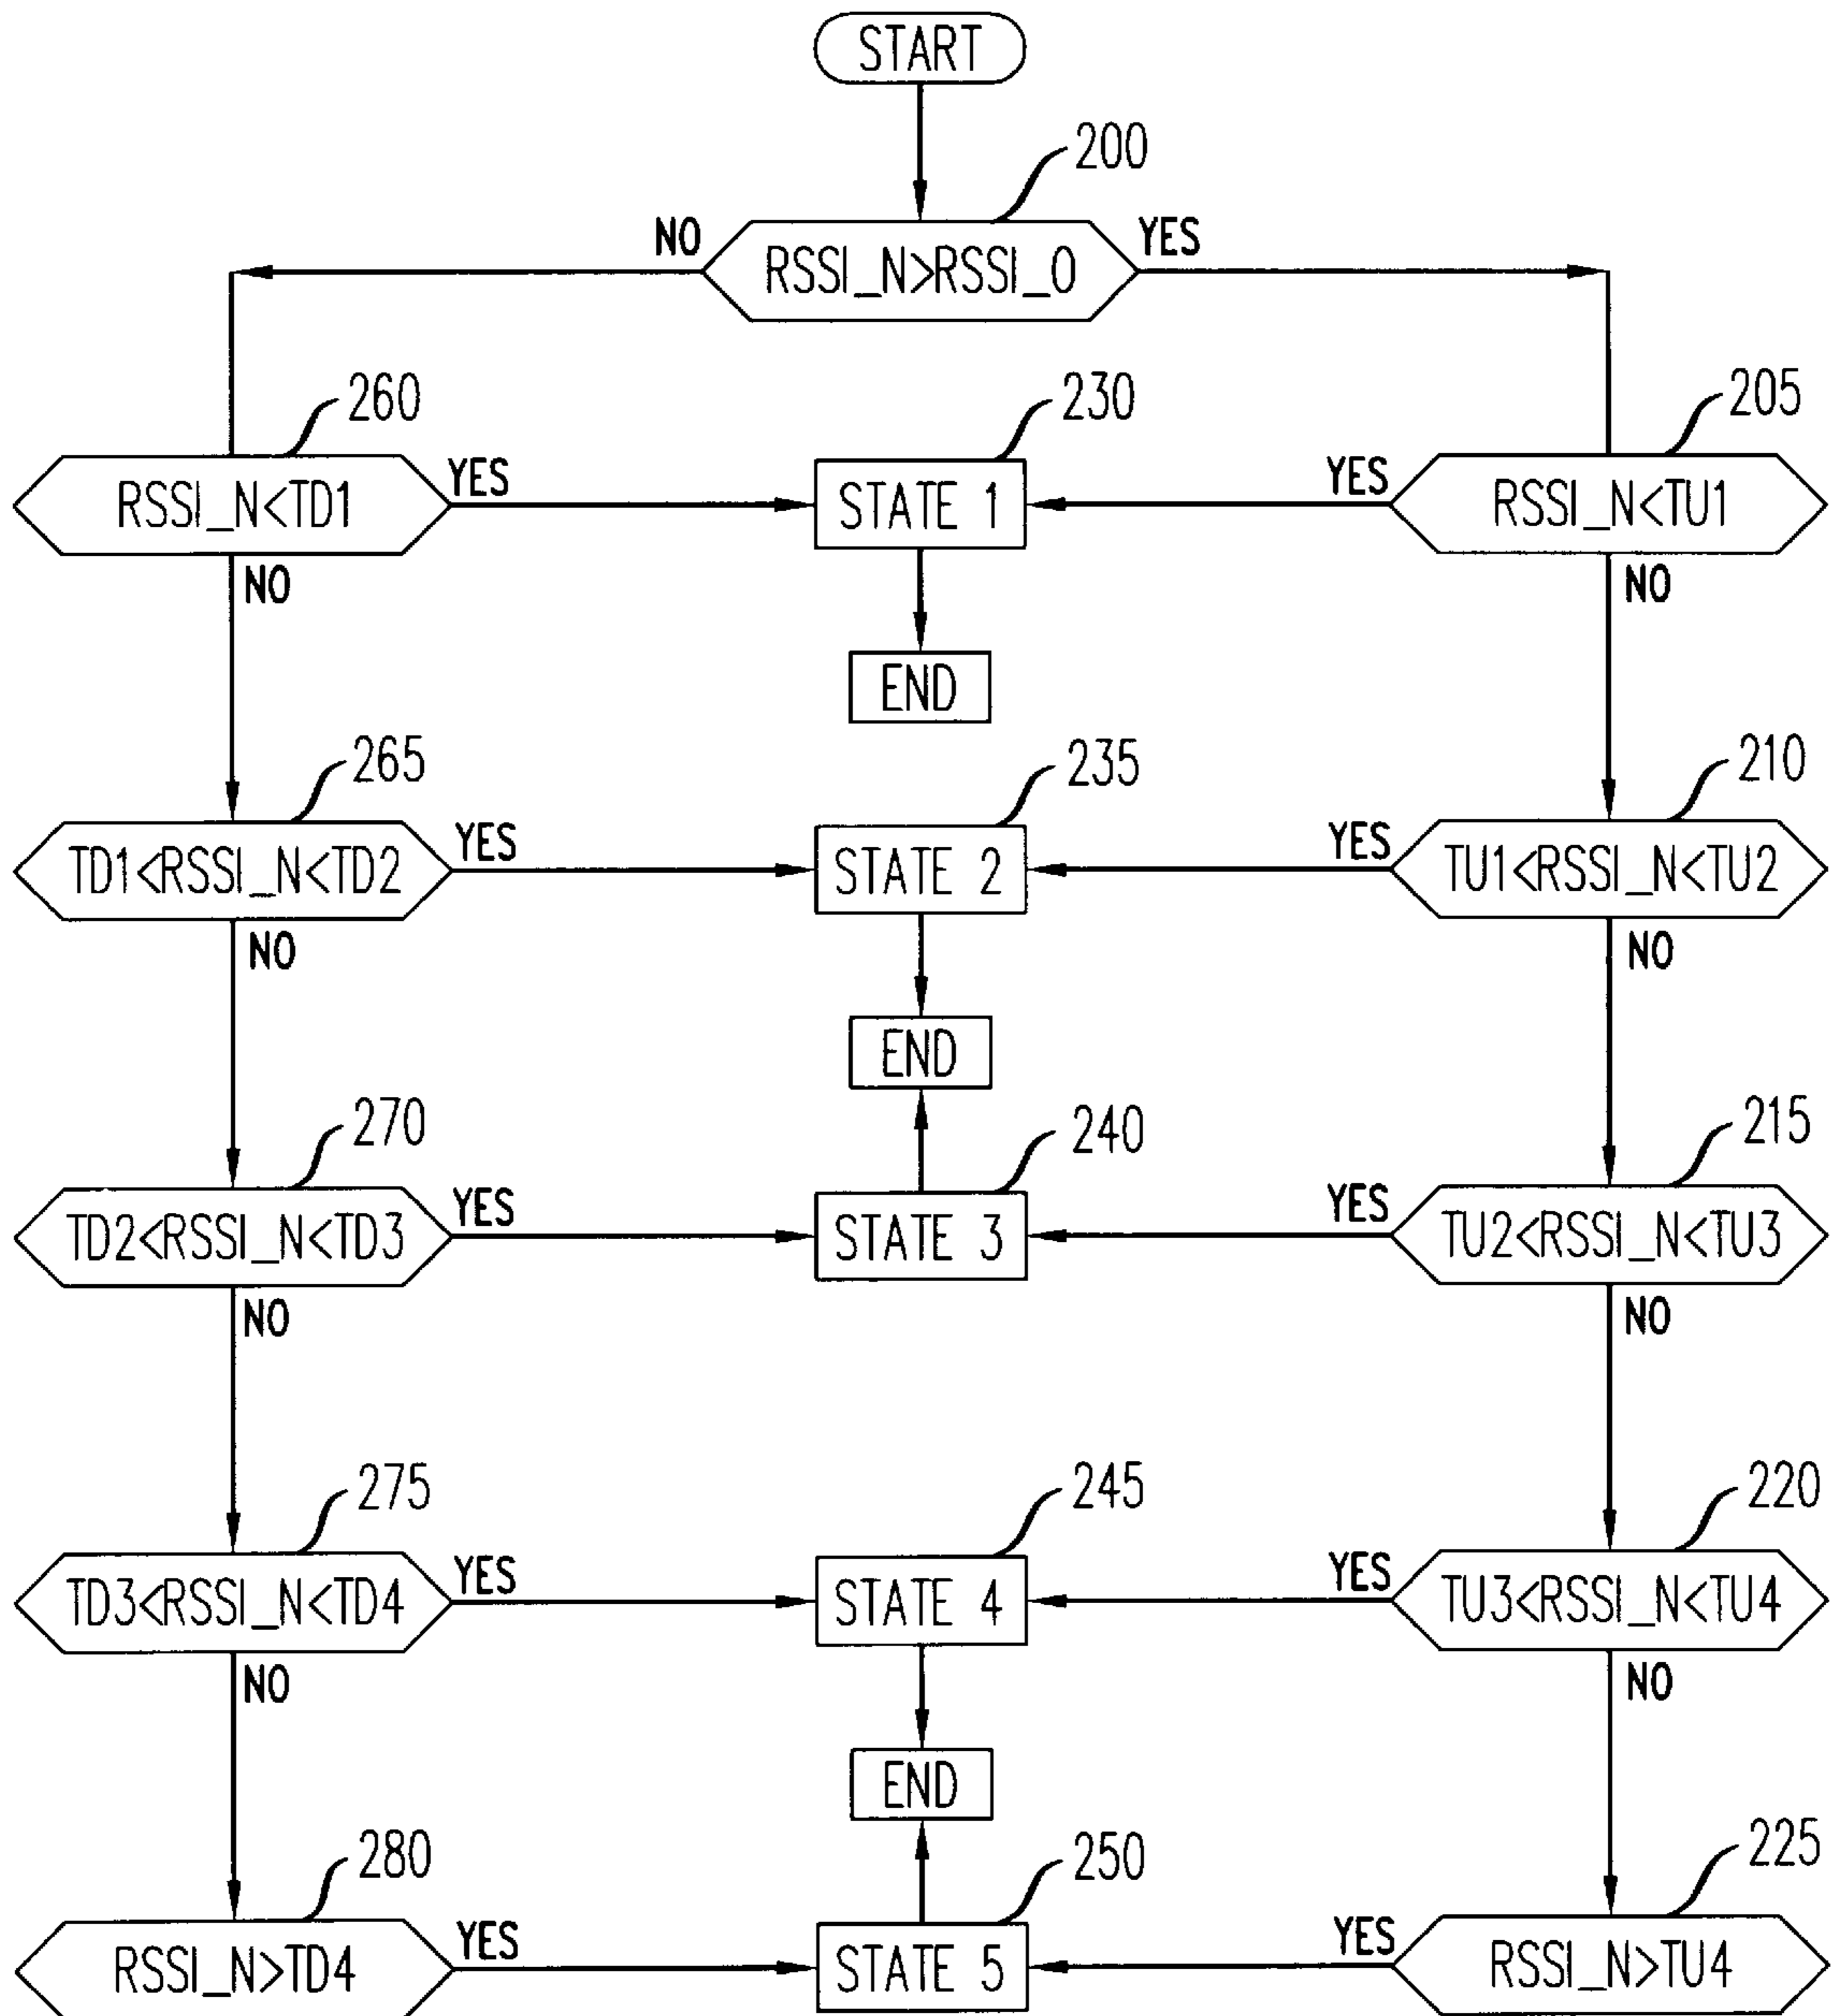 START
200
NO
YES
RSSI_N>RSSI_O
260
230
205
RSSI_N<TD1
YES
STATE 1
YES
RSSI_N<TU1
NO
NO
END
265
235
210
TD1<RSSI_N<TD2
YES
STATE 2
YES
TU1<RSSI_N<TU2
NO
NO
END
270
240
215
TD2<RSSI_N<TD3
YES
STATE 3
YES
TU2<RSSI_N<TU3
NO
NO
275
245
220
TD3<RSSI_N<TD4
YES
STATE 4
YES
TU3<RSSI_N<TU4
NO
NO
END
280
250
225
RSSI_N>TD4
YES
STATE 5
YES
RSSI_N>TU4